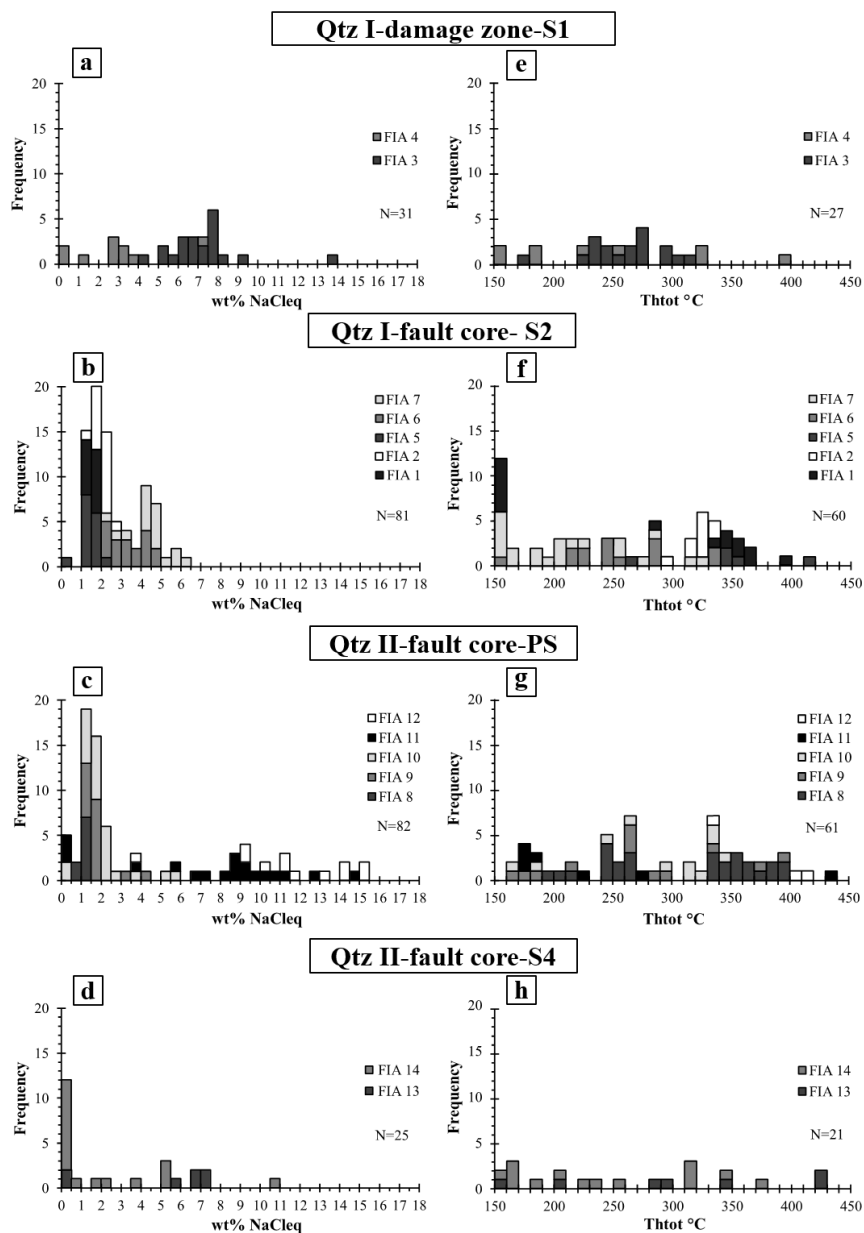 Qtz I-damage zone-S1
a
20
15
10
5
0
Frequency
FIA 4
FIA 3
N=31
0 1 2 3 4 5 6 7 8 9 10 11 12 13 14 15 16 17 18
wt% NaCleq
e
20
15
10
5
0
Frequency
FIA 4
FIA 3
N=27
150 200 250 300 350 400 450
Thtot °C
Qtz I-fault core- S2
b
20
15
10
5
0
Frequency
FIA 7
FIA 6
FIA 5
FIA 2
FIA 1
N=81
0 1 2 3 4 5 6 7 8 9 10 11 12 13 14 15 16 17 18
wt% NaCleq
f
20
15
10
5
0
Frequency
FIA 7
FIA 6
FIA 5
FIA 2
FIA 1
N=60
150 200 250 300 350 400 450
Thtot °C
Qtz II-fault core-PS
c
20
15
10
5
0
Frequency
FIA 12
FIA 11
FIA 10
FIA 9
FIA 8
N=82
0 1 2 3 4 5 6 7 8 9 10 11 12 13 14 15 16 17 18
wt% NaCleq
g
20
15
10
5
0
Frequency
FIA 12
FIA 11
FIA 10
FIA 9
FIA 8
N=61
150 200 250 300 350 400 450
Thtot °C
Qtz II-fault core-S4
d
20
15
10
5
0
Frequency
FIA 14
FIA 13
N=25
0 1 2 3 4 5 6 7 8 9 10 11 12 13 14 15 16 17 18
wt% NaCleq
h
20
15
10
5
0
Frequency
FIA 14
FIA 13
N=21
150 200 250 300 350 400 450
Thtot °C